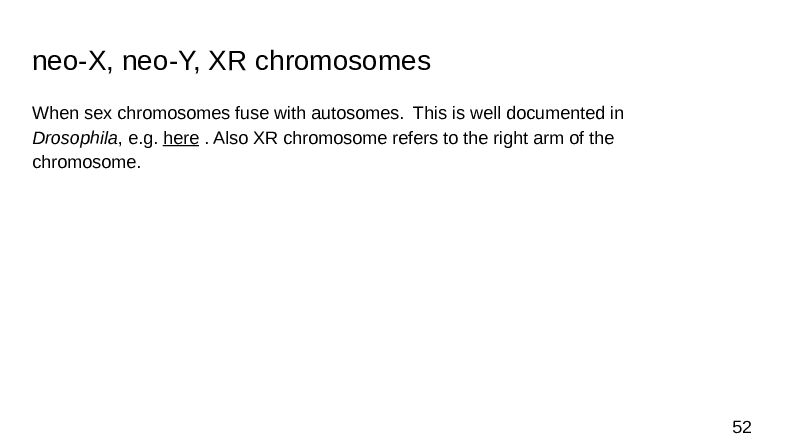 neo-X, neo-Y, XR chromosomes
When sex chromosomes fuse with autosomes.  This is well documented in
Drosophila, e.g. here . Also XR chromosome refers to the right arm of the
chromosome.
52